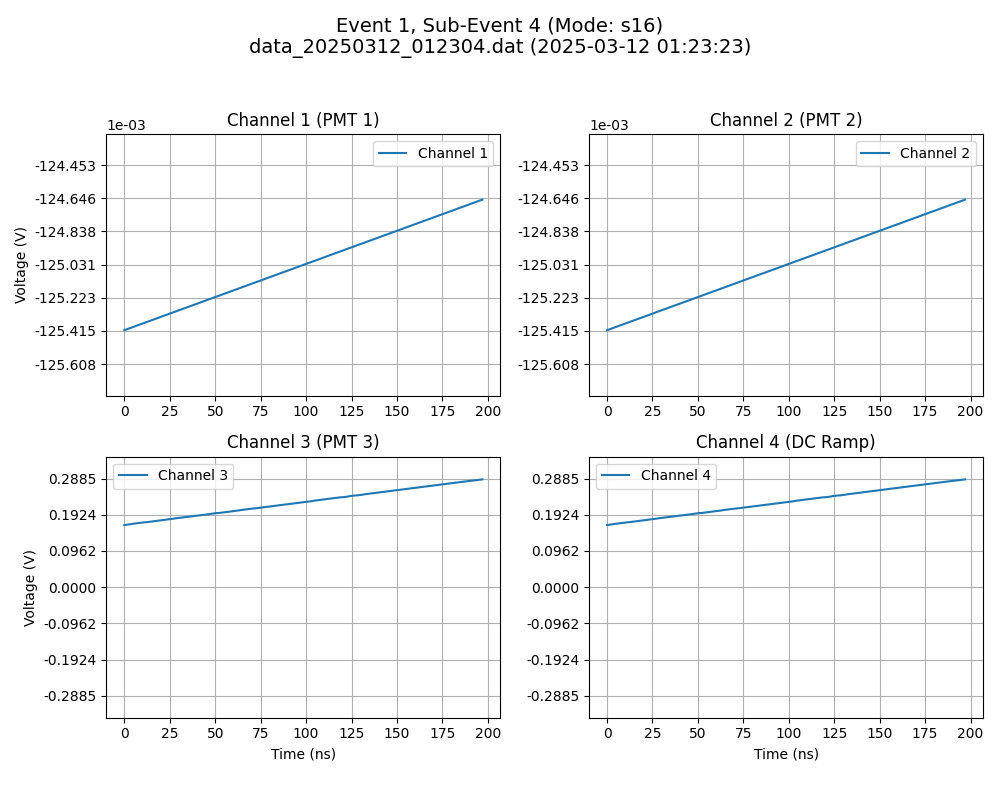 Event 1, Sub-Event 4 (Mode: s16)
data_20250312_012304.dat (2025-03-12 01:23:23)
Channel 1 (PMT 1)
1e-03
Channel 1
Voltage (V)
-124.453
-124.646
-124.838
-125.031
-125.223
-125.415
-125.608
0 25 50 75 100 125 150 175 200
Channel 2 (PMT 2)
1e-03
Channel 2
-124.453
-124.646
-124.838
-125.031
-125.223
-125.415
-125.608
0 25 50 75 100 125 150 175 200
Channel 3 (PMT 3)
Channel 3
Voltage (V)
0.2885
0.1924
0.0962
0.0000
-0.0962
-0.1924
-0.2885
0 25 50 75 100 125 150 175 200
Time (ns)
Channel 4 (DC Ramp)
Channel 4
0.2885
0.1924
0.0962
0.0000
-0.0962
-0.1924
-0.2885
0 25 50 75 100 125 150 175 200
Time (ns)